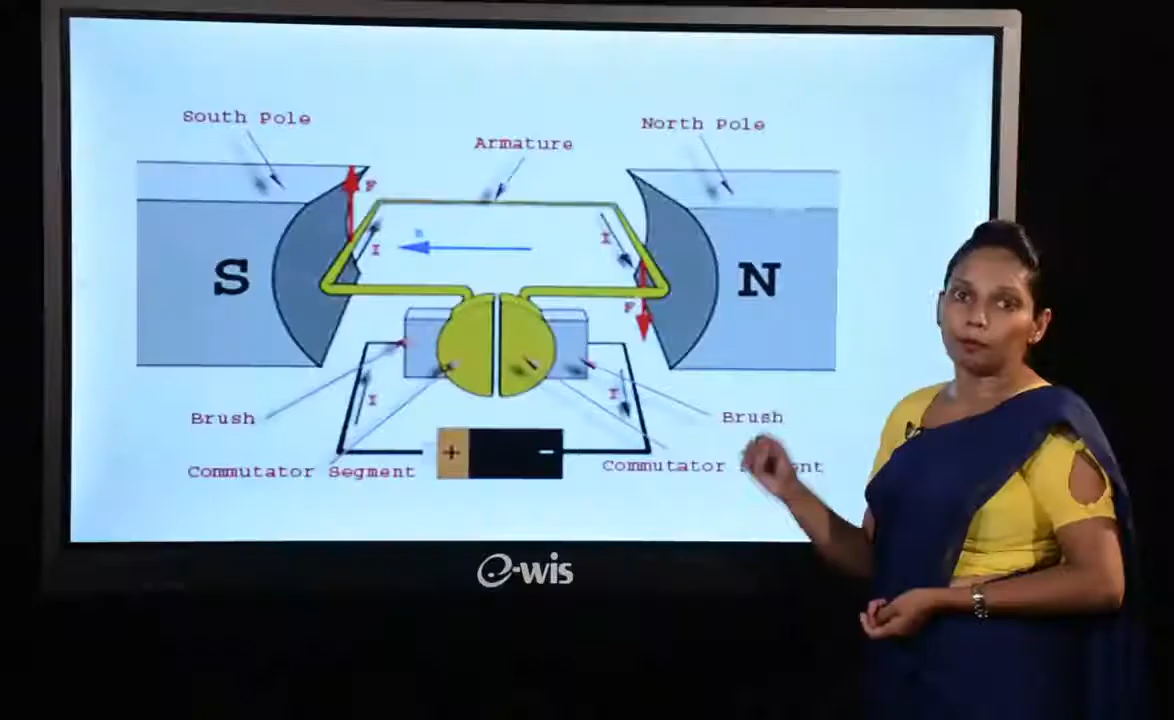 South Pole
North Pole
Armature
F
B
I
I
S
N
F
Brush
I
I
Brush
Commutator Segment
Commutator
+
-
e-wis